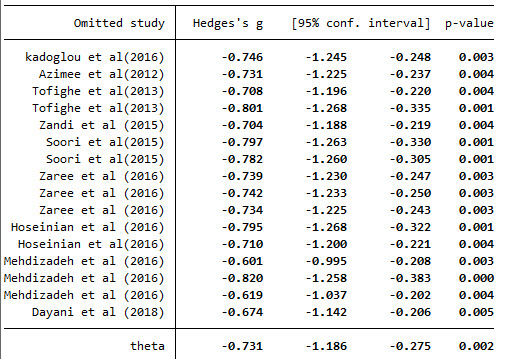 Omitted study Hedges's g [95% conf. interval] p-value
kadoglou et al(2016) -0.746 -1.245 -0.248 0.003
Azimee et al(2012) -0.731 -1.225 -0.237 0.004
Tofighe et al(2013) -0.708 -1.196 -0.220 0.004
Tofighe et al(2013) -0.801 -1.268 -0.335 0.001
Zandi et al (2015) -0.704 -1.188 -0.219 0.004
Soori et al(2015) -0.797 -1.263 -0.330 0.001
Soori et al(2015) -0.782 -1.260 -0.305 0.001
Zaree et al (2016) -0.739 -1.230 -0.247 0.003
Zaree et al (2016) -0.742 -1.233 -0.250 0.003
Zaree et al (2016) -0.734 -1.225 -0.243 0.003
Hoseinian et al(2016) -0.795 -1.268 -0.322 0.001
Hoseinian et al(2016) -0.710 -1.200 -0.221 0.004
Mehdizadeh et al (2016) -0.601 -0.995 -0.208 0.003
Mehdizadeh et al (2016) -0.820 -1.258 -0.383 0.000
Mehdizadeh et al (2016) -0.619 -1.037 -0.202 0.004
Dayani et al (2018) -0.674 -1.142 -0.206 0.005
theta -0.731 -1.186 -0.275 0.002